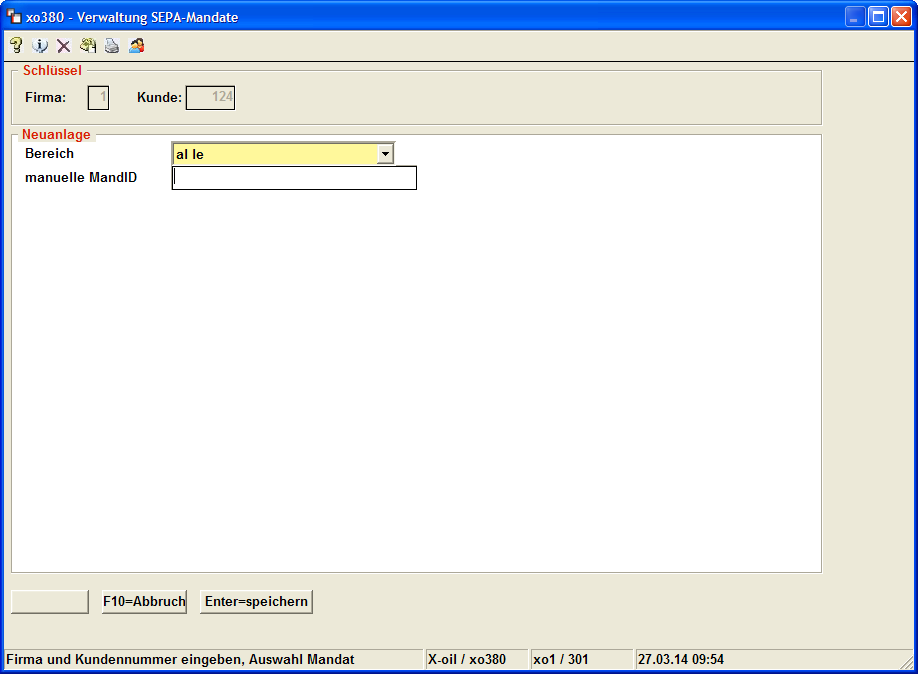 xo380 - Verwaltung SEPA-Mandate
Schlüssel
Firma: 1 Kunde: 124
Neuanlage
Bereich al le
manuelle MandID
F10=Abbruch Enter=speichern
Firma und Kundennummer eingeben, Auswahl Mandat X-oil / xo380 xo1 / 301 27.03.14 09:54